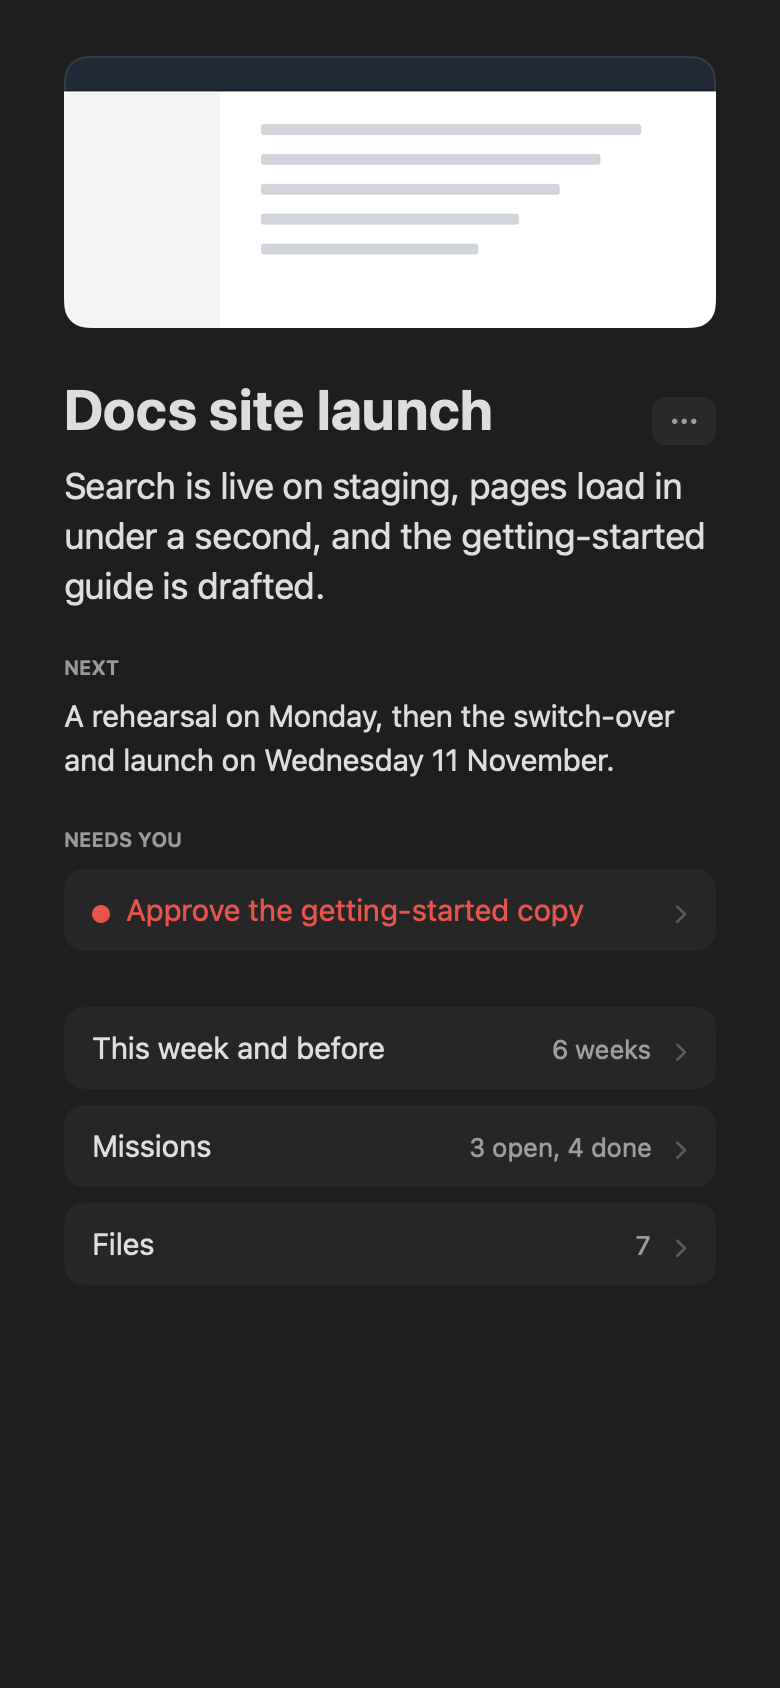 Docs site launch
Search is live on staging, pages load in
under a second, and the getting-started
guide is drafted.
NEXT
A rehearsal on Monday, then the switch-over
and launch on Wednesday 11 November.
NEEDS YOU
Approve the getting-started copy
This week and before 6 weeks
Missions 3 open, 4 done
Files 7